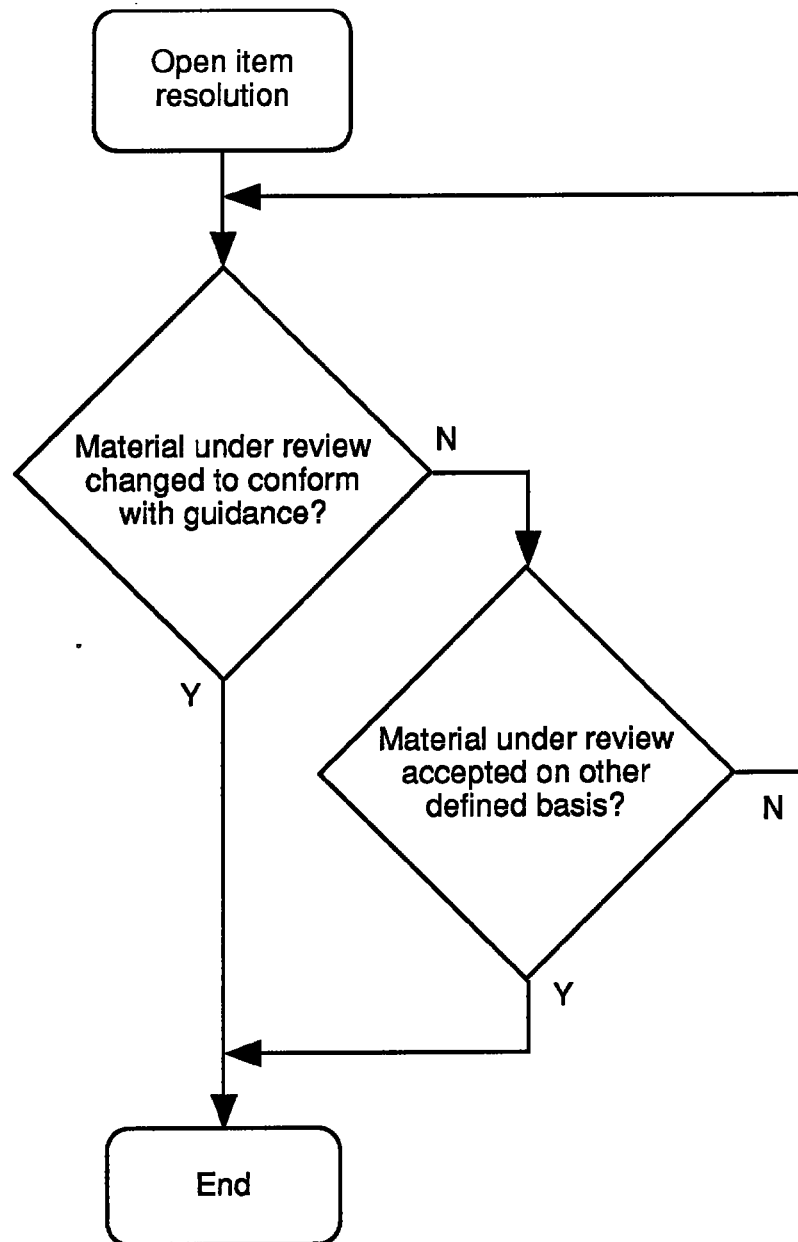 Open item
resolution
Material under review
changed to conform
with guidance?
N
Y
Material under review
accepted on other
defined basis?
N
Y
End